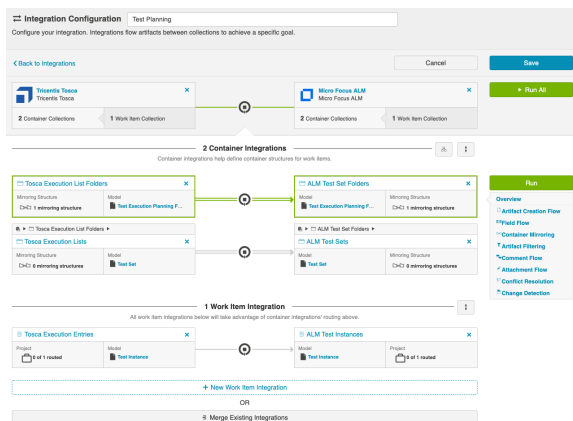 Integration Configuration
Test Planning
Configure your integration. Integrations flow artifacts between collections to achieve a specific goal.
Back to Integrations
Cancel
Save
Tricentis Tosca
Tricentis Tosca
Micro Focus ALM
Micro Focus ALM
Run All
2 Container Collections
1 Work Item Collection
2 Container Collections
1 Work Item Collection
2 Container Integrations
Container integrations help define container structures for work items.
Tosca Execution List Folders
ALM Test Set Folders
Run
Mirroring Structure
Model
Model
Mirroring Structure
1 mirroring structure
Test Execution Planning F...
Test Execution Planning F...
1 mirroring structure
Overview
Artifact Creation Flow
Field Flow
Container Mirroring
Artifact Filtering
Comment Flow
Attachment Flow
Conflict Resolution
Change Detection
Tosca Execution List Folders
ALM Test Set Folders
Tosca Execution Lists
ALM Test Sets
Mirroring Structure
Model
Model
Mirroring Structure
0 mirroring structures
Test Set
Test Set
0 mirroring structures
1 Work Item Integration
All work item integrations below will take advantage of container integrations' routing above.
Tosca Execution Entries
ALM Test Instances
Project
Model
Model
Project
0 of 1 routed
Test Instance
Test Instance
0 of 1 routed
+ New Work Item Integration
OR
Merge Existing Integrations